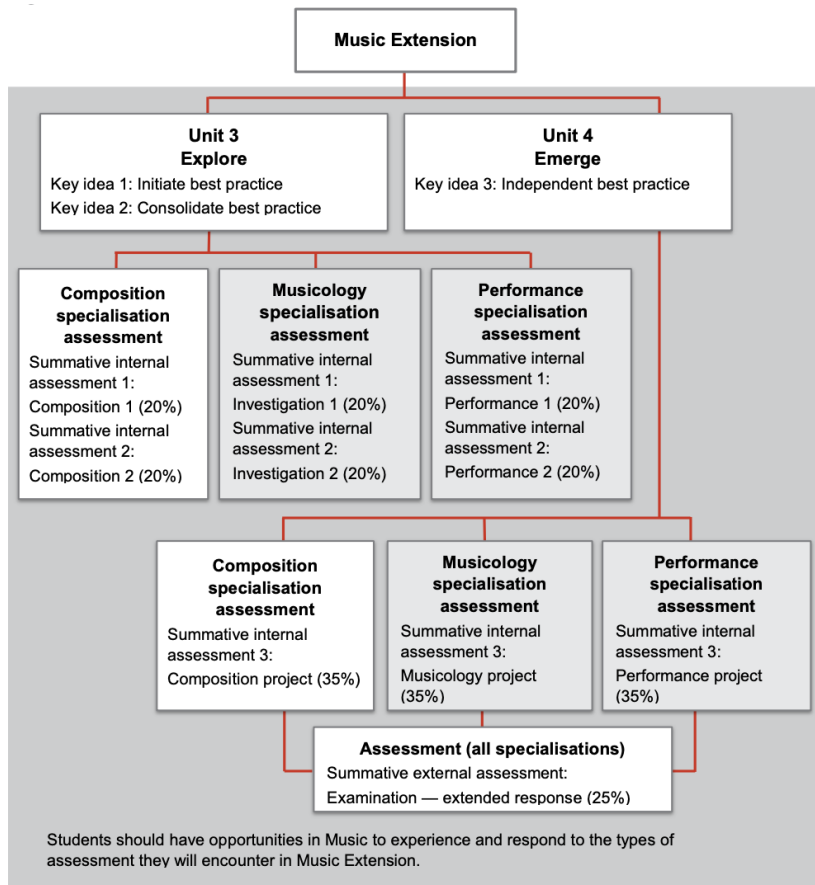 Music Extension
Unit 3
Explore
Key idea 1: Initiate best practice
Key idea 2: Consolidate best practice
Unit 4
Emerge
Key idea 3: Independent best practice
Composition
specialisation
assessment
Summative internal
assessment 1:
Composition 1 (20%)
Summative internal
assessment 2:
Composition 2 (20%)
Musicology
specialisation
assessment
Summative internal
assessment 1:
Investigation 1 (20%)
Summative internal
assessment 2:
Investigation 2 (20%)
Performance
specialisation
assessment
Summative internal
assessment 1:
Performance 1 (20%)
Summative internal
assessment 2:
Performance 2 (20%)
Composition
specialisation
assessment
Summative internal
assessment 3:
Composition project (35%)
Musicology
specialisation
assessment
Summative internal
assessment 3:
Musicology project
(35%)
Performance
specialisation
assessment
Summative internal
assessment 3:
Performance project
(35%)
Assessment (all specialisations)
Summative external assessment:
Examination — extended response (25%)
Students should have opportunities in Music to experience and respond to the types of
assessment they will encounter in Music Extension.